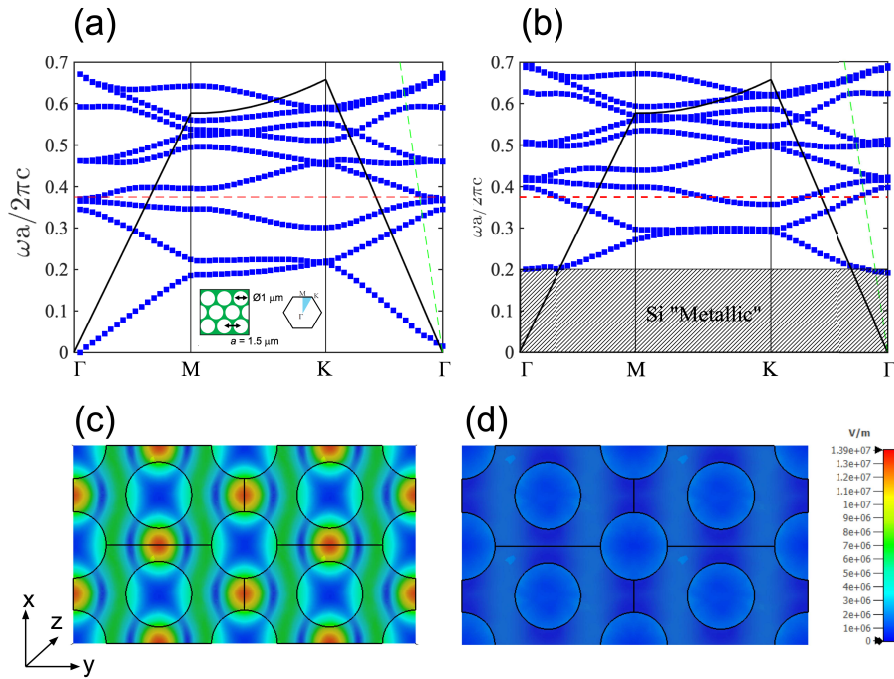 (a)
(b)
0.7
0.6
0.5
0.4
0.3
0.2
0.1
0
ωa/2πc
Γ
M
K
Γ
M
K
Γ
Ø1 μm
a = 1.5 μm
0.7
0.6
0.5
0.4
0.3
0.2
0.1
0
ωa/2πc
Si "Metallic"
Γ
M
K
Γ
(c)
(d)
x
z
y
V/m
1.39e+07
1.3e+07
1.2e+07
1.1e+07
1e+07
9e+06
8e+06
7e+06
6e+06
5e+06
4e+06
3e+06
2e+06
1e+06
0